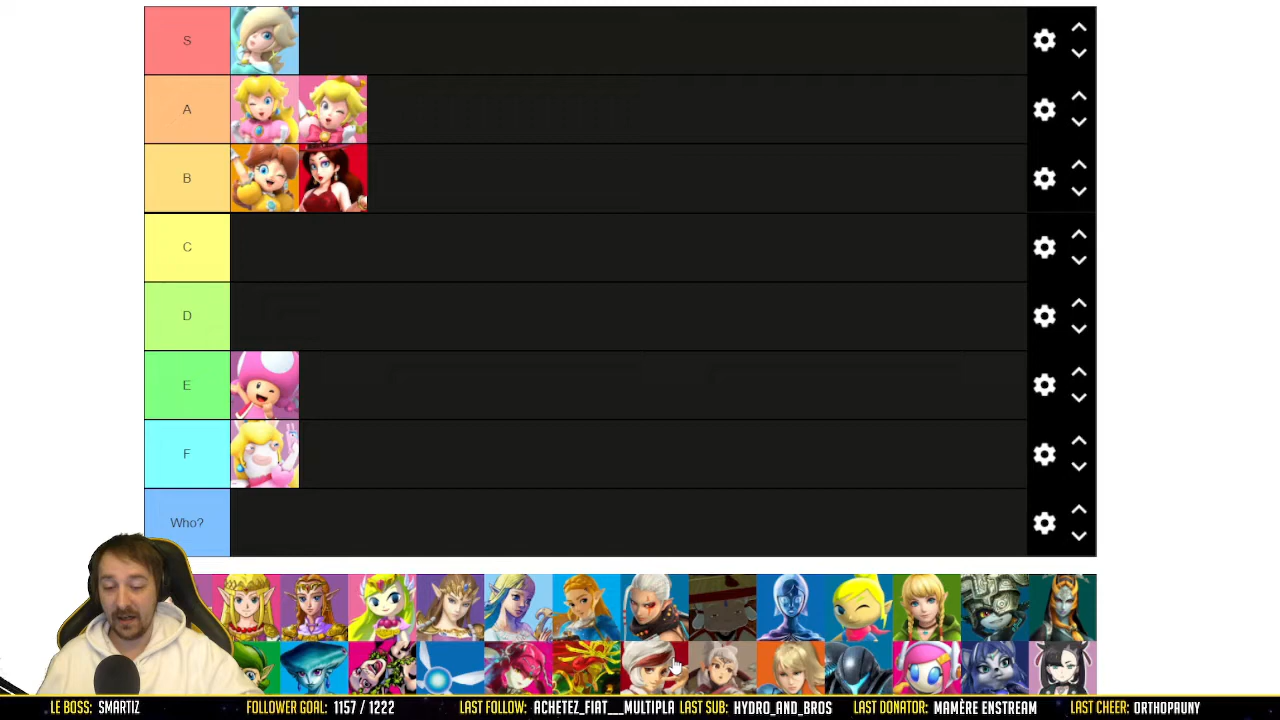 S
A
B
C
D
E
F
Who?
LE BOSS: SMARTIZ FOLLOWER GOAL: 1157 / 1222 LAST FOLLOW: ACHETEZ_FIAT__MULTIPLA LAST SUB: HYDRO_AND_BROS LAST DONATOR: MAMÈRE ENSTREAM LAST CHEER: ORTHOPAUNY